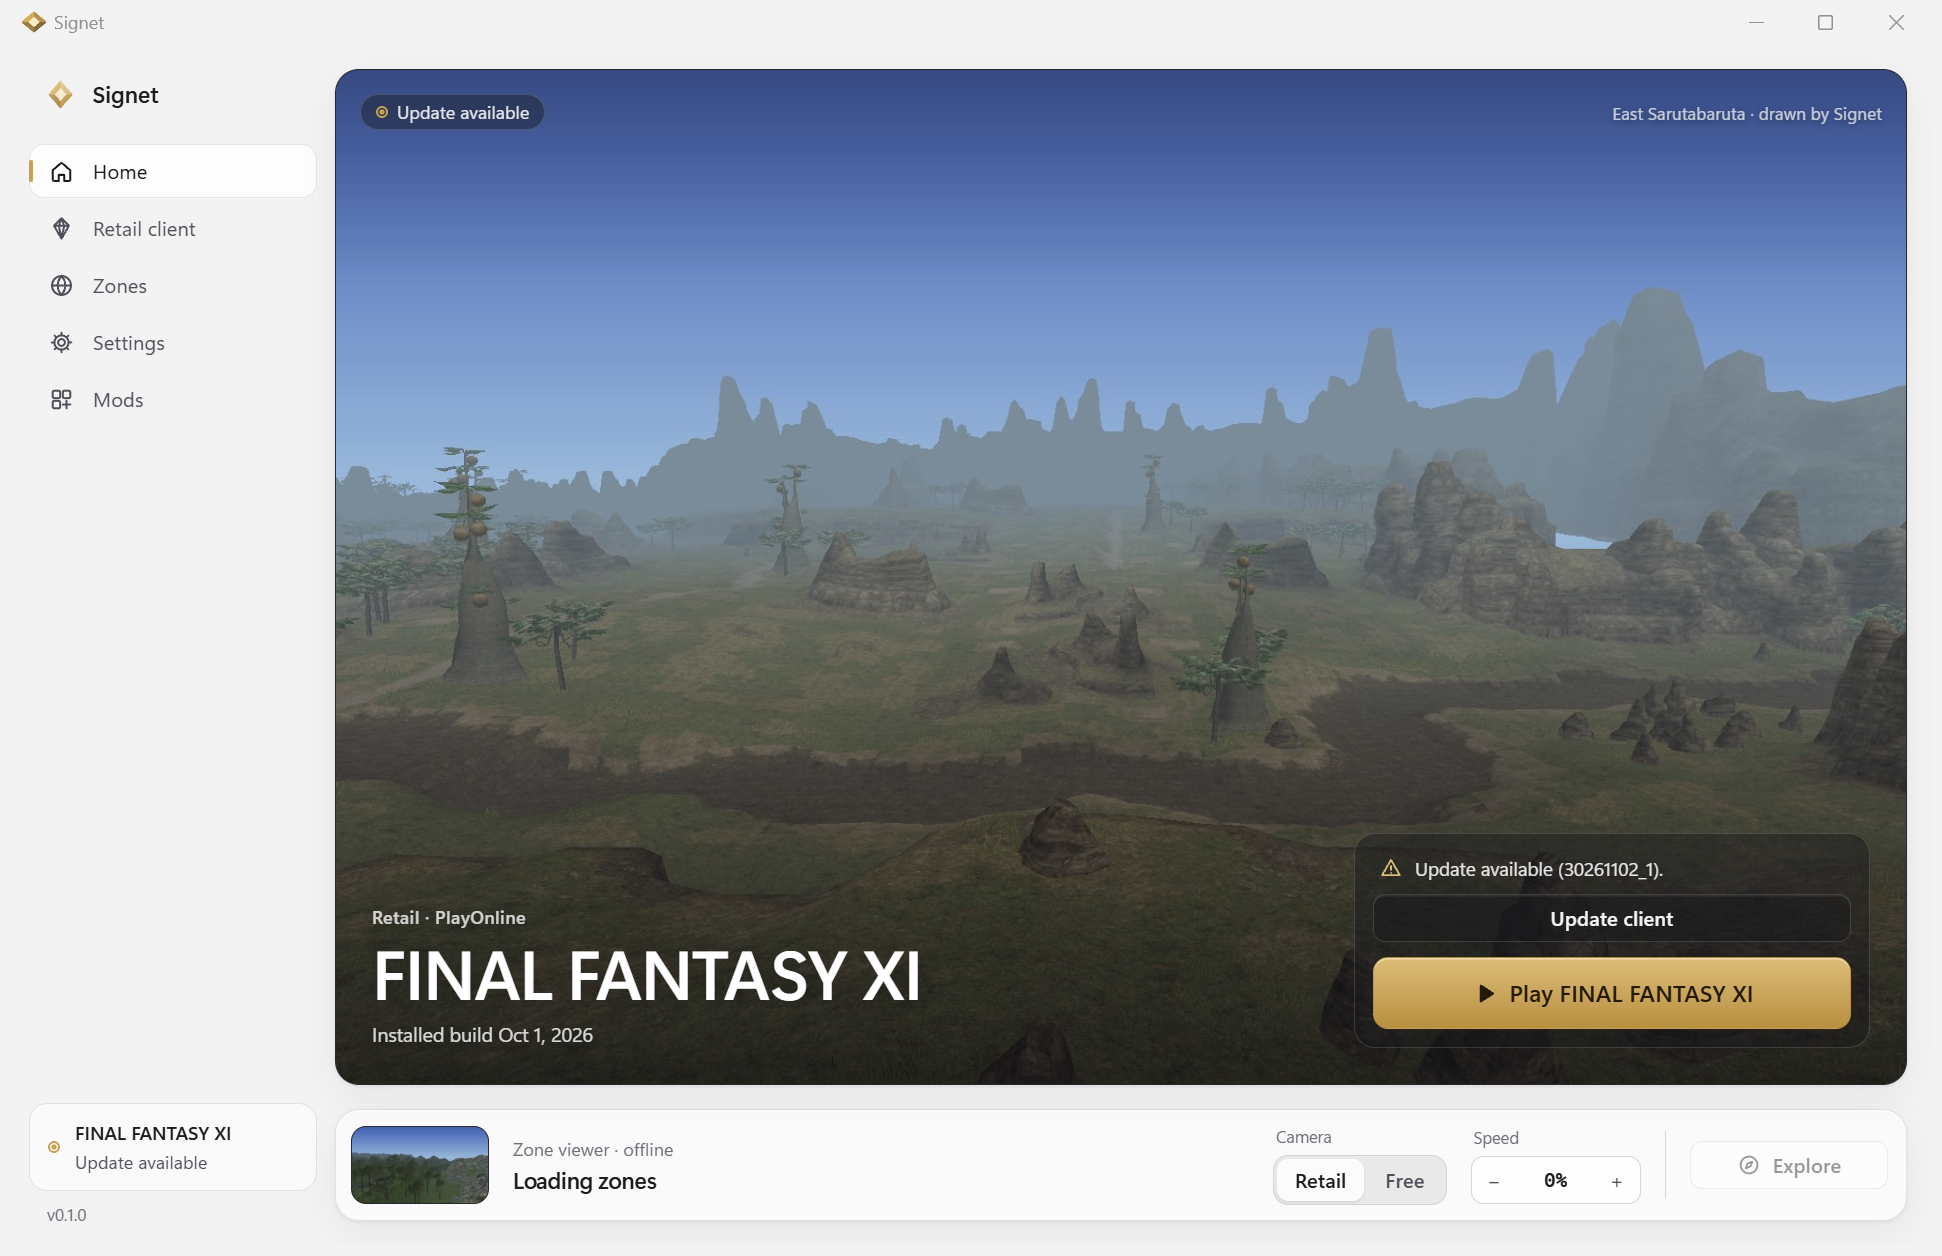 Signet
Signet
Home
Retail client
Zones
Settings
Mods
Update available
East Sarutabaruta · drawn by Signet
Retail · PlayOnline
FINAL FANTASY XI
Installed build Oct 1, 2026
Update available (30261102_1).
Update client
Play FINAL FANTASY XI
FINAL FANTASY XI
Update available
v0.1.0
Zone viewer · offline
Loading zones
Camera
Retail Free
Speed
− 0% +
Explore